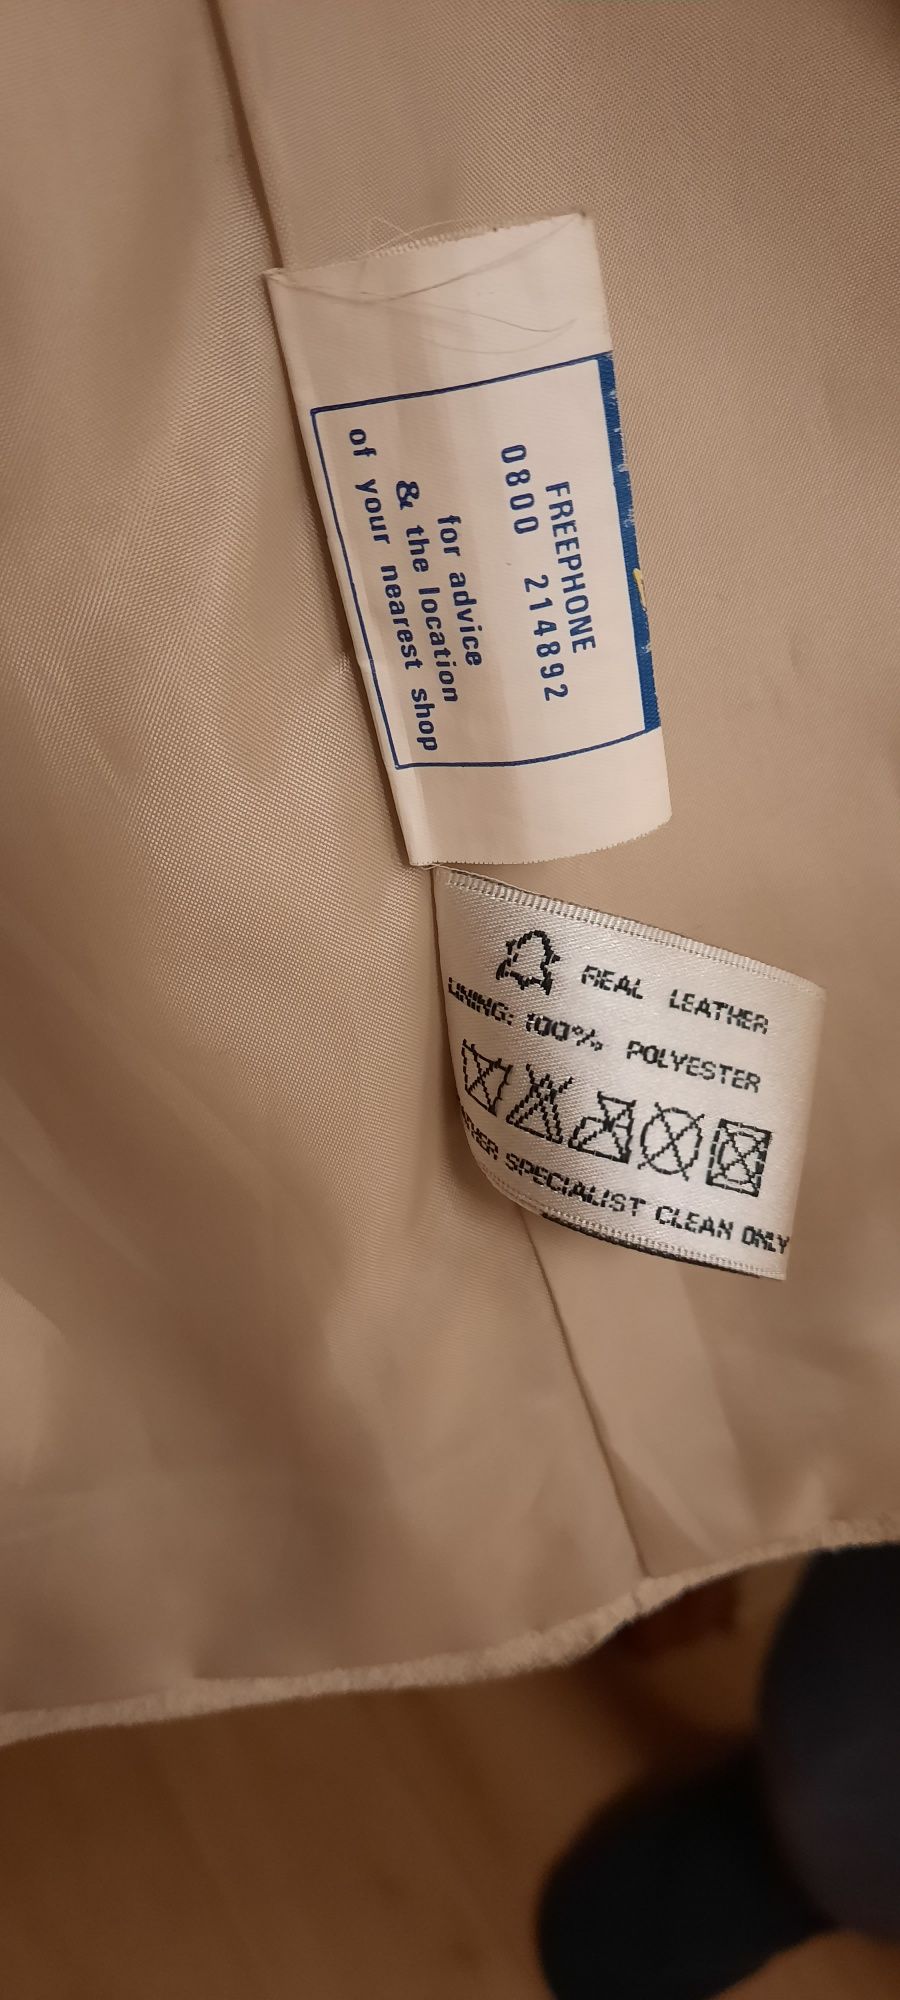 FREEPHONE
0800 214892
for advice
& the location
of your nearest shop
REAL LEATHER
LINING: 100% POLYESTER
SPECIALIST CLEAN ONLY